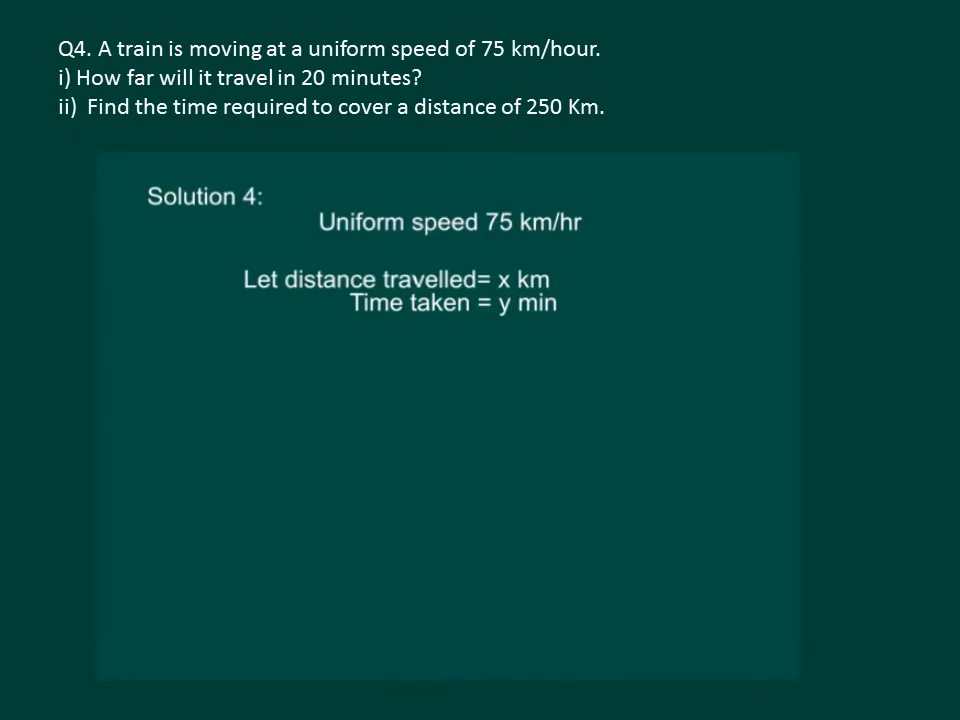 Q4. A train is moving at a uniform speed of 75 km/hour.
i) How far will it travel in 20 minutes?
ii) Find the time required to cover a distance of 250 Km.
Solution 4:
Uniform speed 75 km/hr
Let distance travelled= x km
Time taken = y min